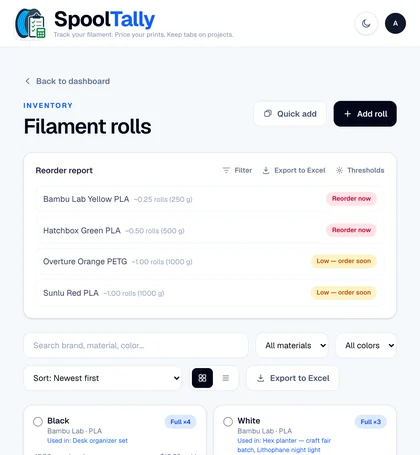 SpoolTally
Track your filament. Price your prints. Keep tabs on projects.
A
Back to dashboard
INVENTORY
Filament rolls
Quick add
Add roll
Reorder report
Filter
Export to Excel
Thresholds
Bambu Lab Yellow PLA ~0.25 rolls (250 g)
Reorder now
Hatchbox Green PLA ~0.50 rolls (500 g)
Reorder now
Overture Orange PETG ~1.00 rolls (1000 g)
Low — order soon
Sunlu Red PLA ~1.00 rolls (1000 g)
Low — order soon
Search brand, material, color...
All materials
All colors
Sort: Newest first
Export to Excel
Black
Full ×4
Bambu Lab · PLA
Used in: Desk organizer set
White
Full ×3
Bambu Lab · PLA
Used in: Hex planter — craft fair
batch, Lithophane night light